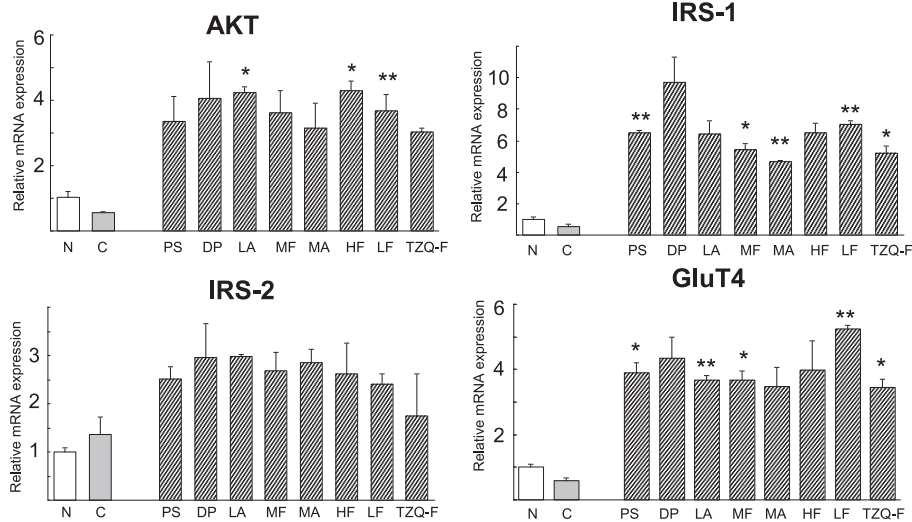 AKT
Relative mRNA expression
6
4
2
* * **
N C PS DP LA MF MA HF LF TZQ-F
IRS-1
Relative mRNA expression
10
8
6
4
2
** * ** ** *
N C PS DP LA MF MA HF LF TZQ-F
IRS-2
Relative mRNA expression
3
2
1
N C PS DP LA MF MA HF LF TZQ-F
GluT4
Relative mRNA expression
6
4
2
* ** * ** *
N C PS DP LA MF MA HF LF TZQ-F